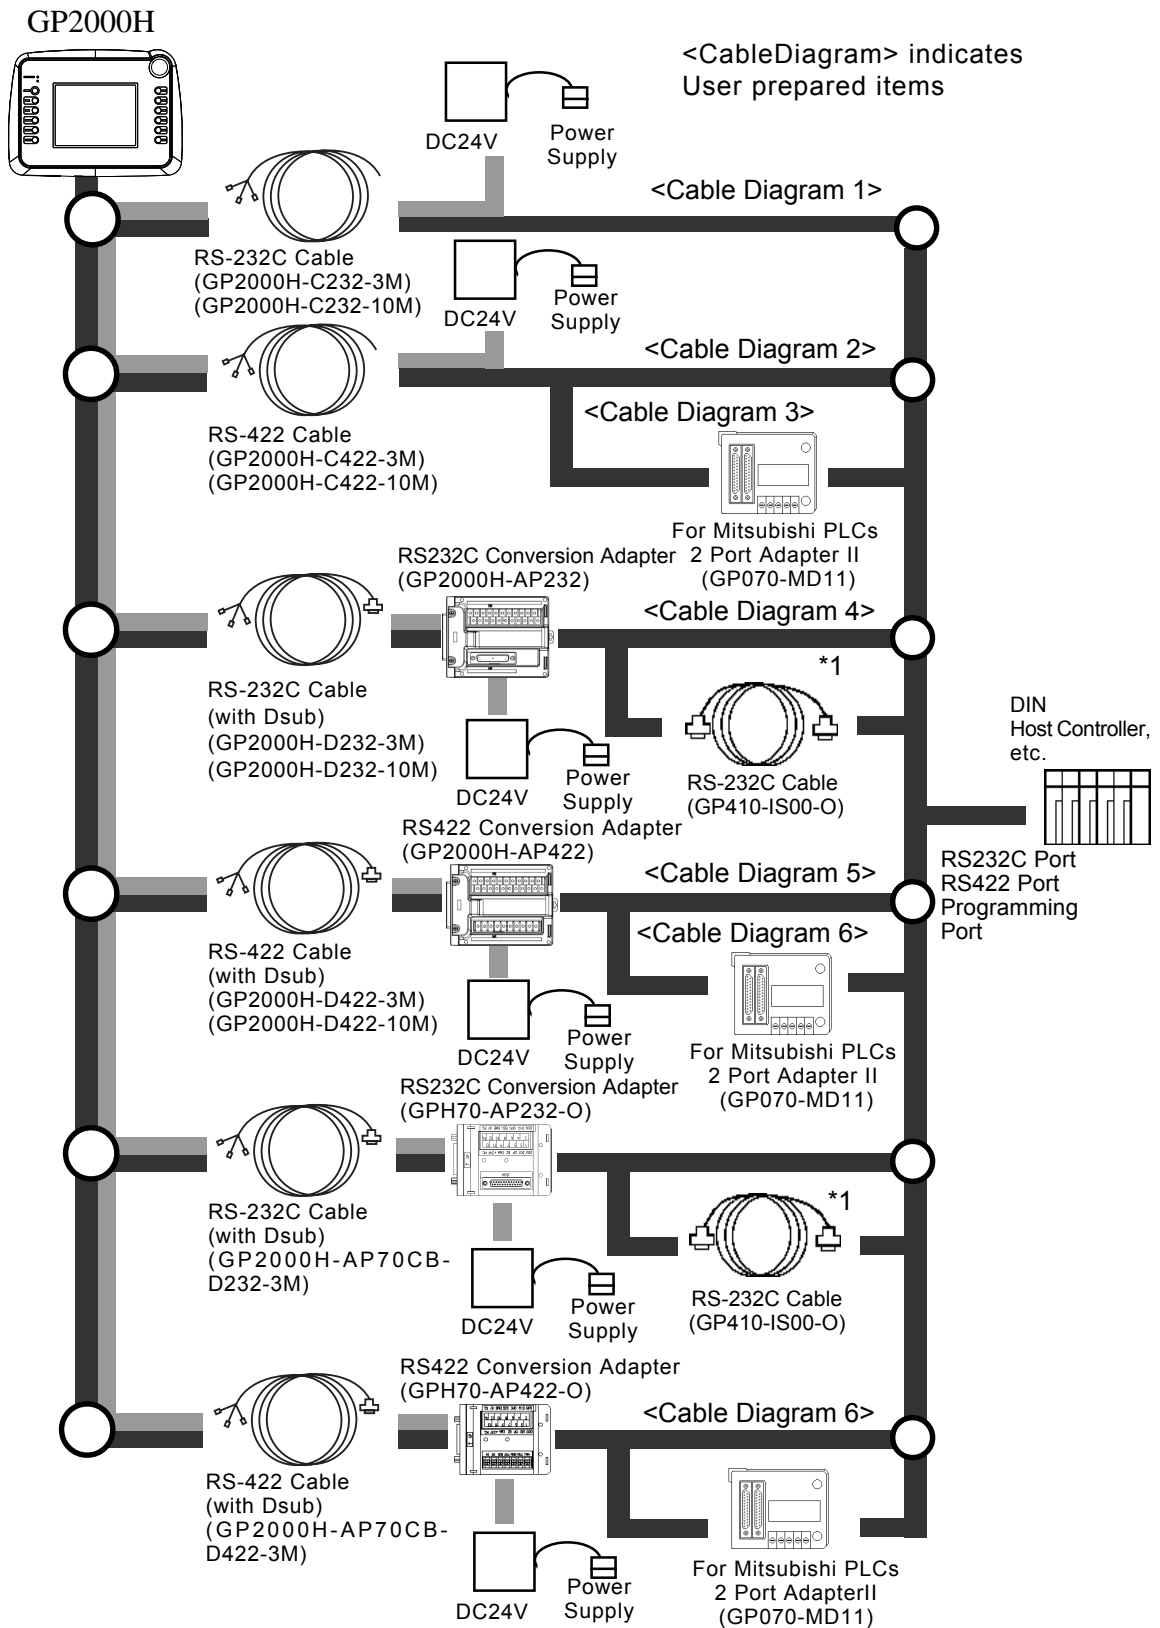 GP2000H
<CableDiagram> indicates
User prepared items
DC24V
Power
Supply
<Cable Diagram 1>
RS-232C Cable
(GP2000H-C232-3M)
(GP2000H-C232-10M)
DC24V
Power
Supply
<Cable Diagram 2>
<Cable Diagram 3>
RS-422 Cable
(GP2000H-C422-3M)
(GP2000H-C422-10M)
For Mitsubishi PLCs
2 Port Adapter II
(GP070-MD11)
RS232C Conversion Adapter
(GP2000H-AP232)
<Cable Diagram 4>
*1
RS-232C Cable
(with Dsub)
(GP2000H-D232-3M)
(GP2000H-D232-10M)
DC24V
Power
Supply
RS-232C Cable
(GP410-IS00-O)
DIN
Host Controller,
etc.
RS232C Port
RS422 Port
Programming
Port
RS422 Conversion Adapter
(GP2000H-AP422)
<Cable Diagram 5>
<Cable Diagram 6>
RS-422 Cable
(with Dsub)
(GP2000H-D422-3M)
(GP2000H-D422-10M)
DC24V
Power
Supply
For Mitsubishi PLCs
2 Port Adapter II
(GP070-MD11)
RS232C Conversion Adapter
(GPH70-AP232-O)
*1
RS-232C Cable
(with Dsub)
(GP2000H-AP70CB-
D232-3M)
DC24V
Power
Supply
RS-232C Cable
(GP410-IS00-O)
RS422 Conversion Adapter
(GPH70-AP422-O)
<Cable Diagram 6>
RS-422 Cable
(with Dsub)
(GP2000H-AP70CB-
D422-3M)
DC24V
Power
Supply
For Mitsubishi PLCs
2 Port AdapterII
(GP070-MD11)